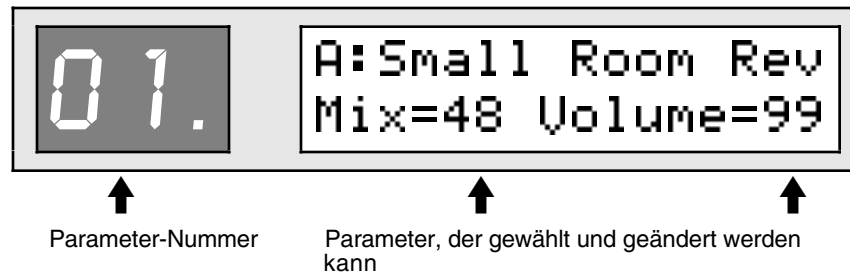 01.
A:Small Room Rev
Mix=48 Volume=99
Parameter-Nummer
Parameter, der gewählt und geändert werden
kann